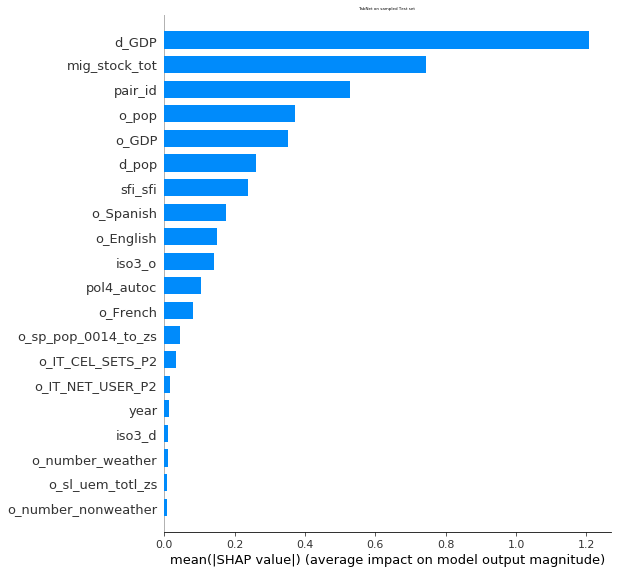 TabNet on sampled Test set
d_GDP
mig_stock_tot
pair_id
o_pop
o_GDP
d_pop
sfi_sfi
o_Spanish
o_English
iso3_o
pol4_autoc
o_French
o_sp_pop_0014_to_zs
o_IT_CEL_SETS_P2
o_IT_NET_USER_P2
year
iso3_d
o_number_weather
o_sl_uem_totl_zs
o_number_nonweather
0.0 0.2 0.4 0.6 0.8 1.0 1.2
mean(|SHAP value|) (average impact on model output magnitude)